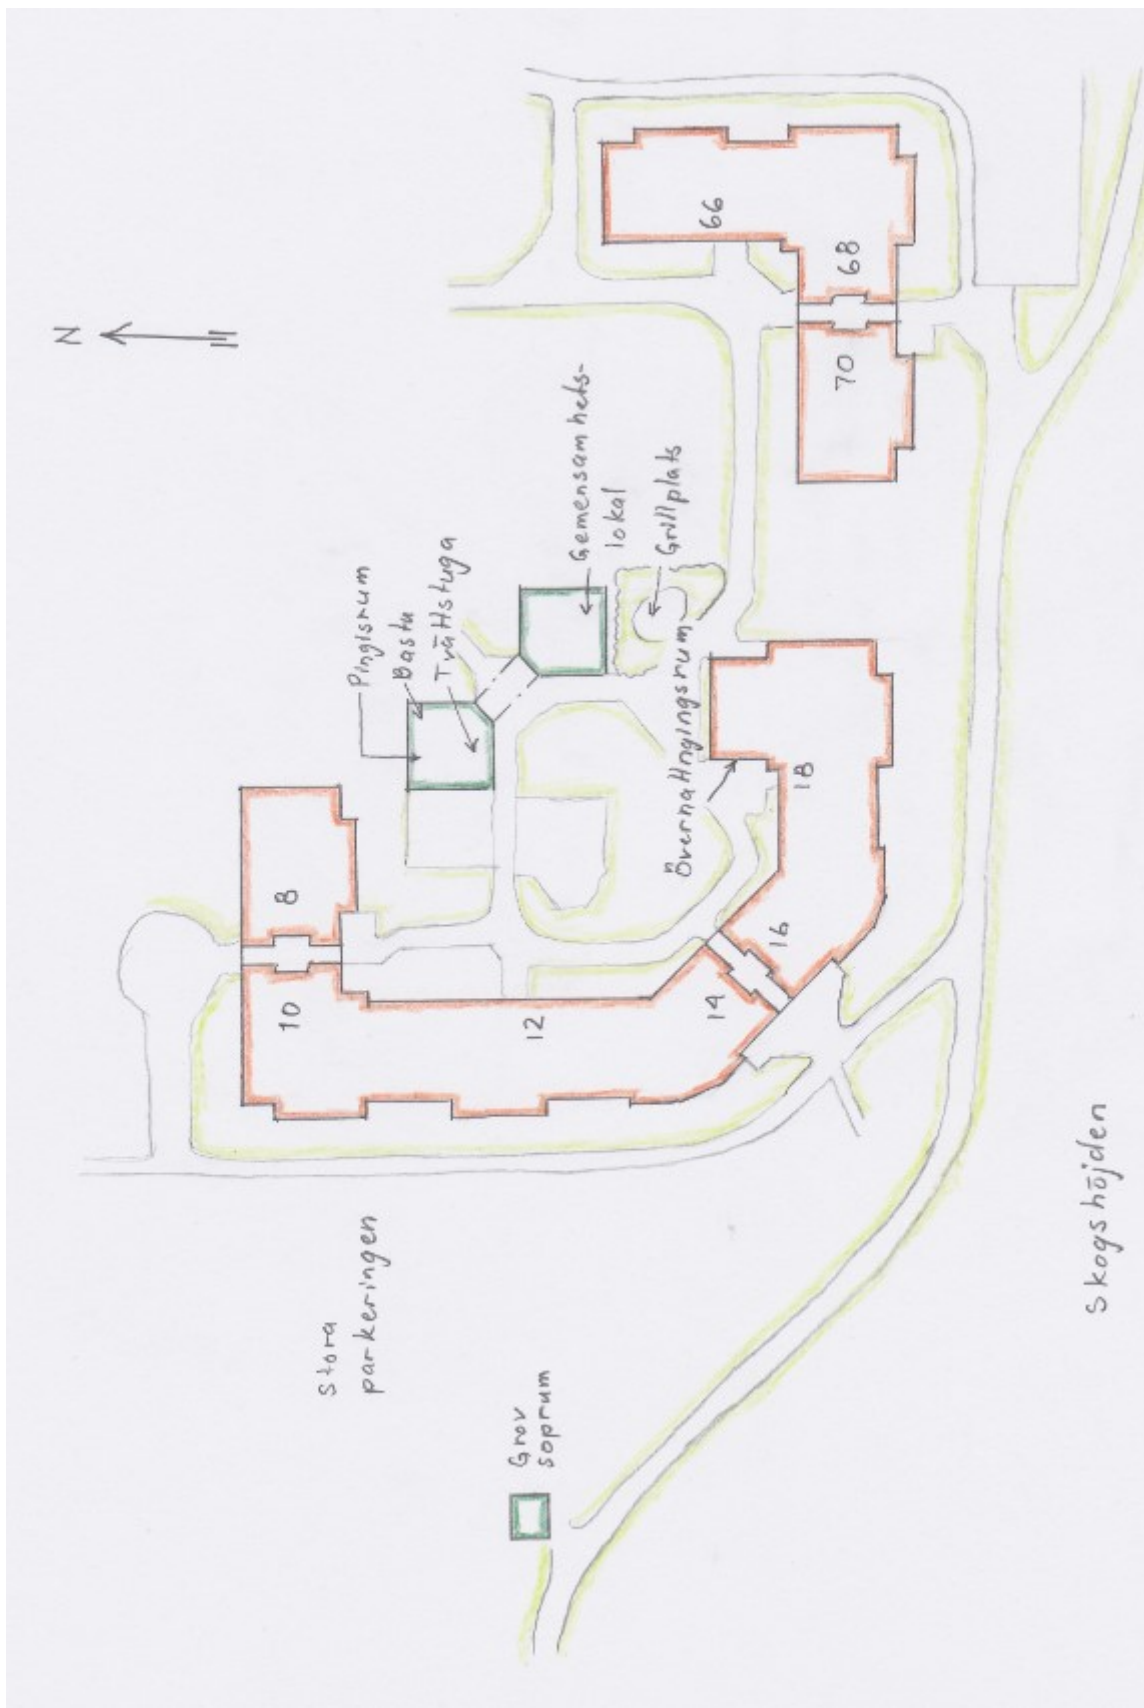 N
8
10
Pingisrum
Bastu
Tvättstuga
Stora
parkeringen
Grov
soprum
12
Gemensamhets-
lokal
Grillplats
Övernattngingsrum
14
16
18
66
68
70
Skogshöjden